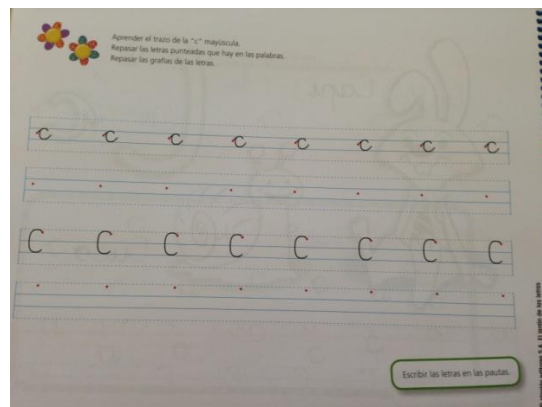 Aprender el trazo de la "c" mayúscula.
Repasar las letras punteadas que hay en las palabras.
Repasar las grafías de las letras.
c c c c c c c c
C C C C C C C C
Escribir las letras en las pautas.